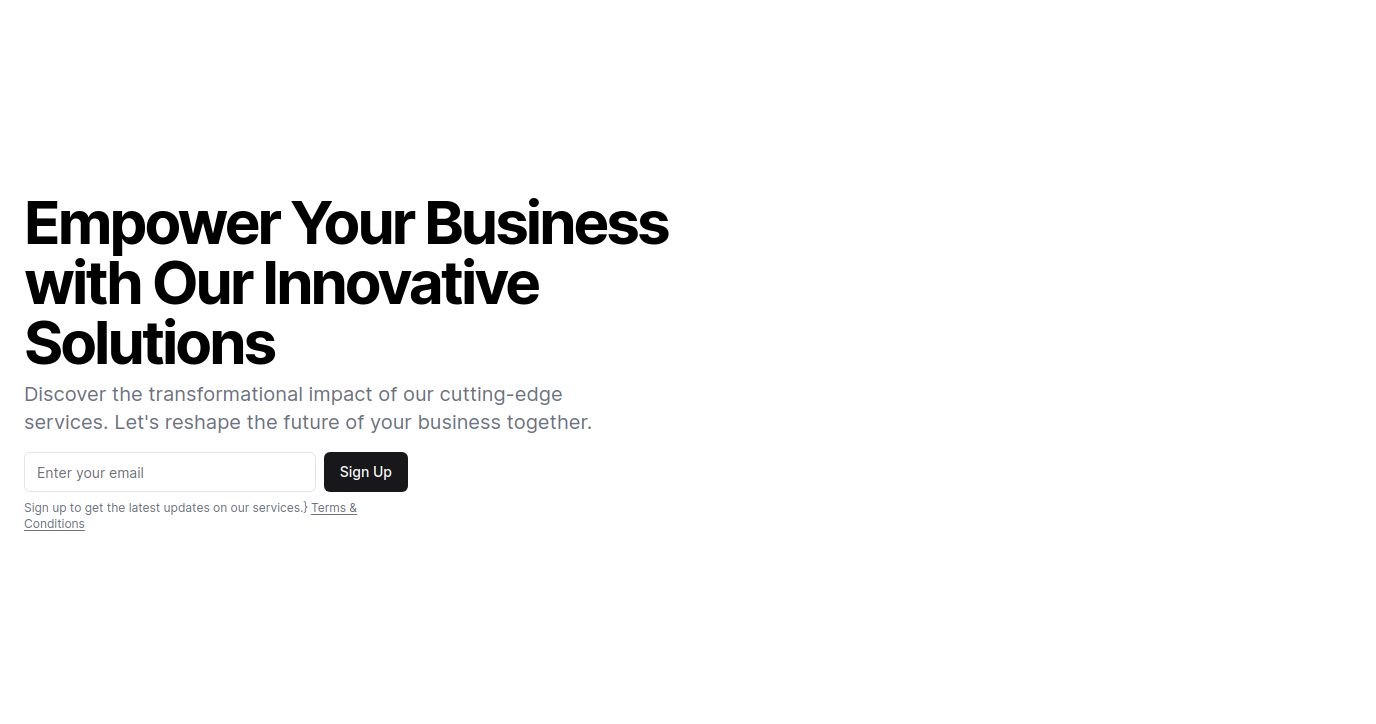 Empower Your Business
with Our Innovative
Solutions
Discover the transformational impact of our cutting-edge
services. Let's reshape the future of your business together.
Enter your email
Sign Up
Sign up to get the latest updates on our services.} Terms &
Conditions